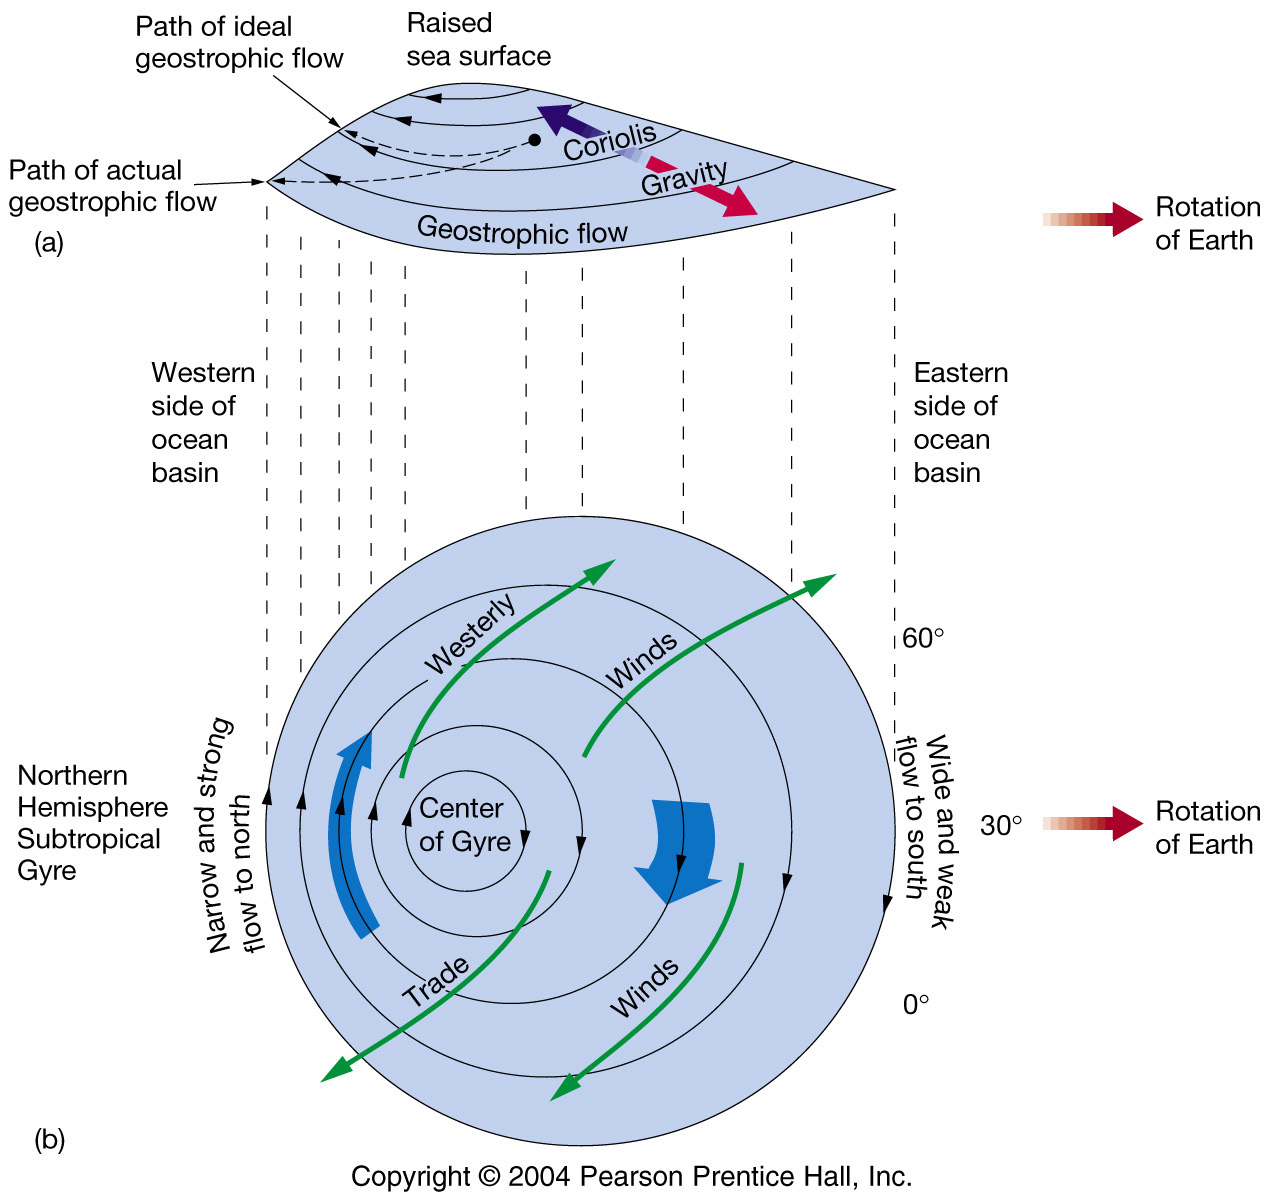 Path of ideal
geostrophic flow
Raised
sea surface
Path of actual
geostrophic flow
Coriolis
Gravity
Geostrophic flow
(a)
Rotation
of Earth
Western
side of
ocean
basin
Eastern
side of
ocean
basin
Westerly
Winds
60°
Northern
Hemisphere
Subtropical
Gyre
Narrow and strong
flow to north
Center
of Gyre
Wide and weak
flow to south
30°
Rotation
of Earth
Trade
Winds
0°
(b)
Copyright © 2004 Pearson Prentice Hall, Inc.